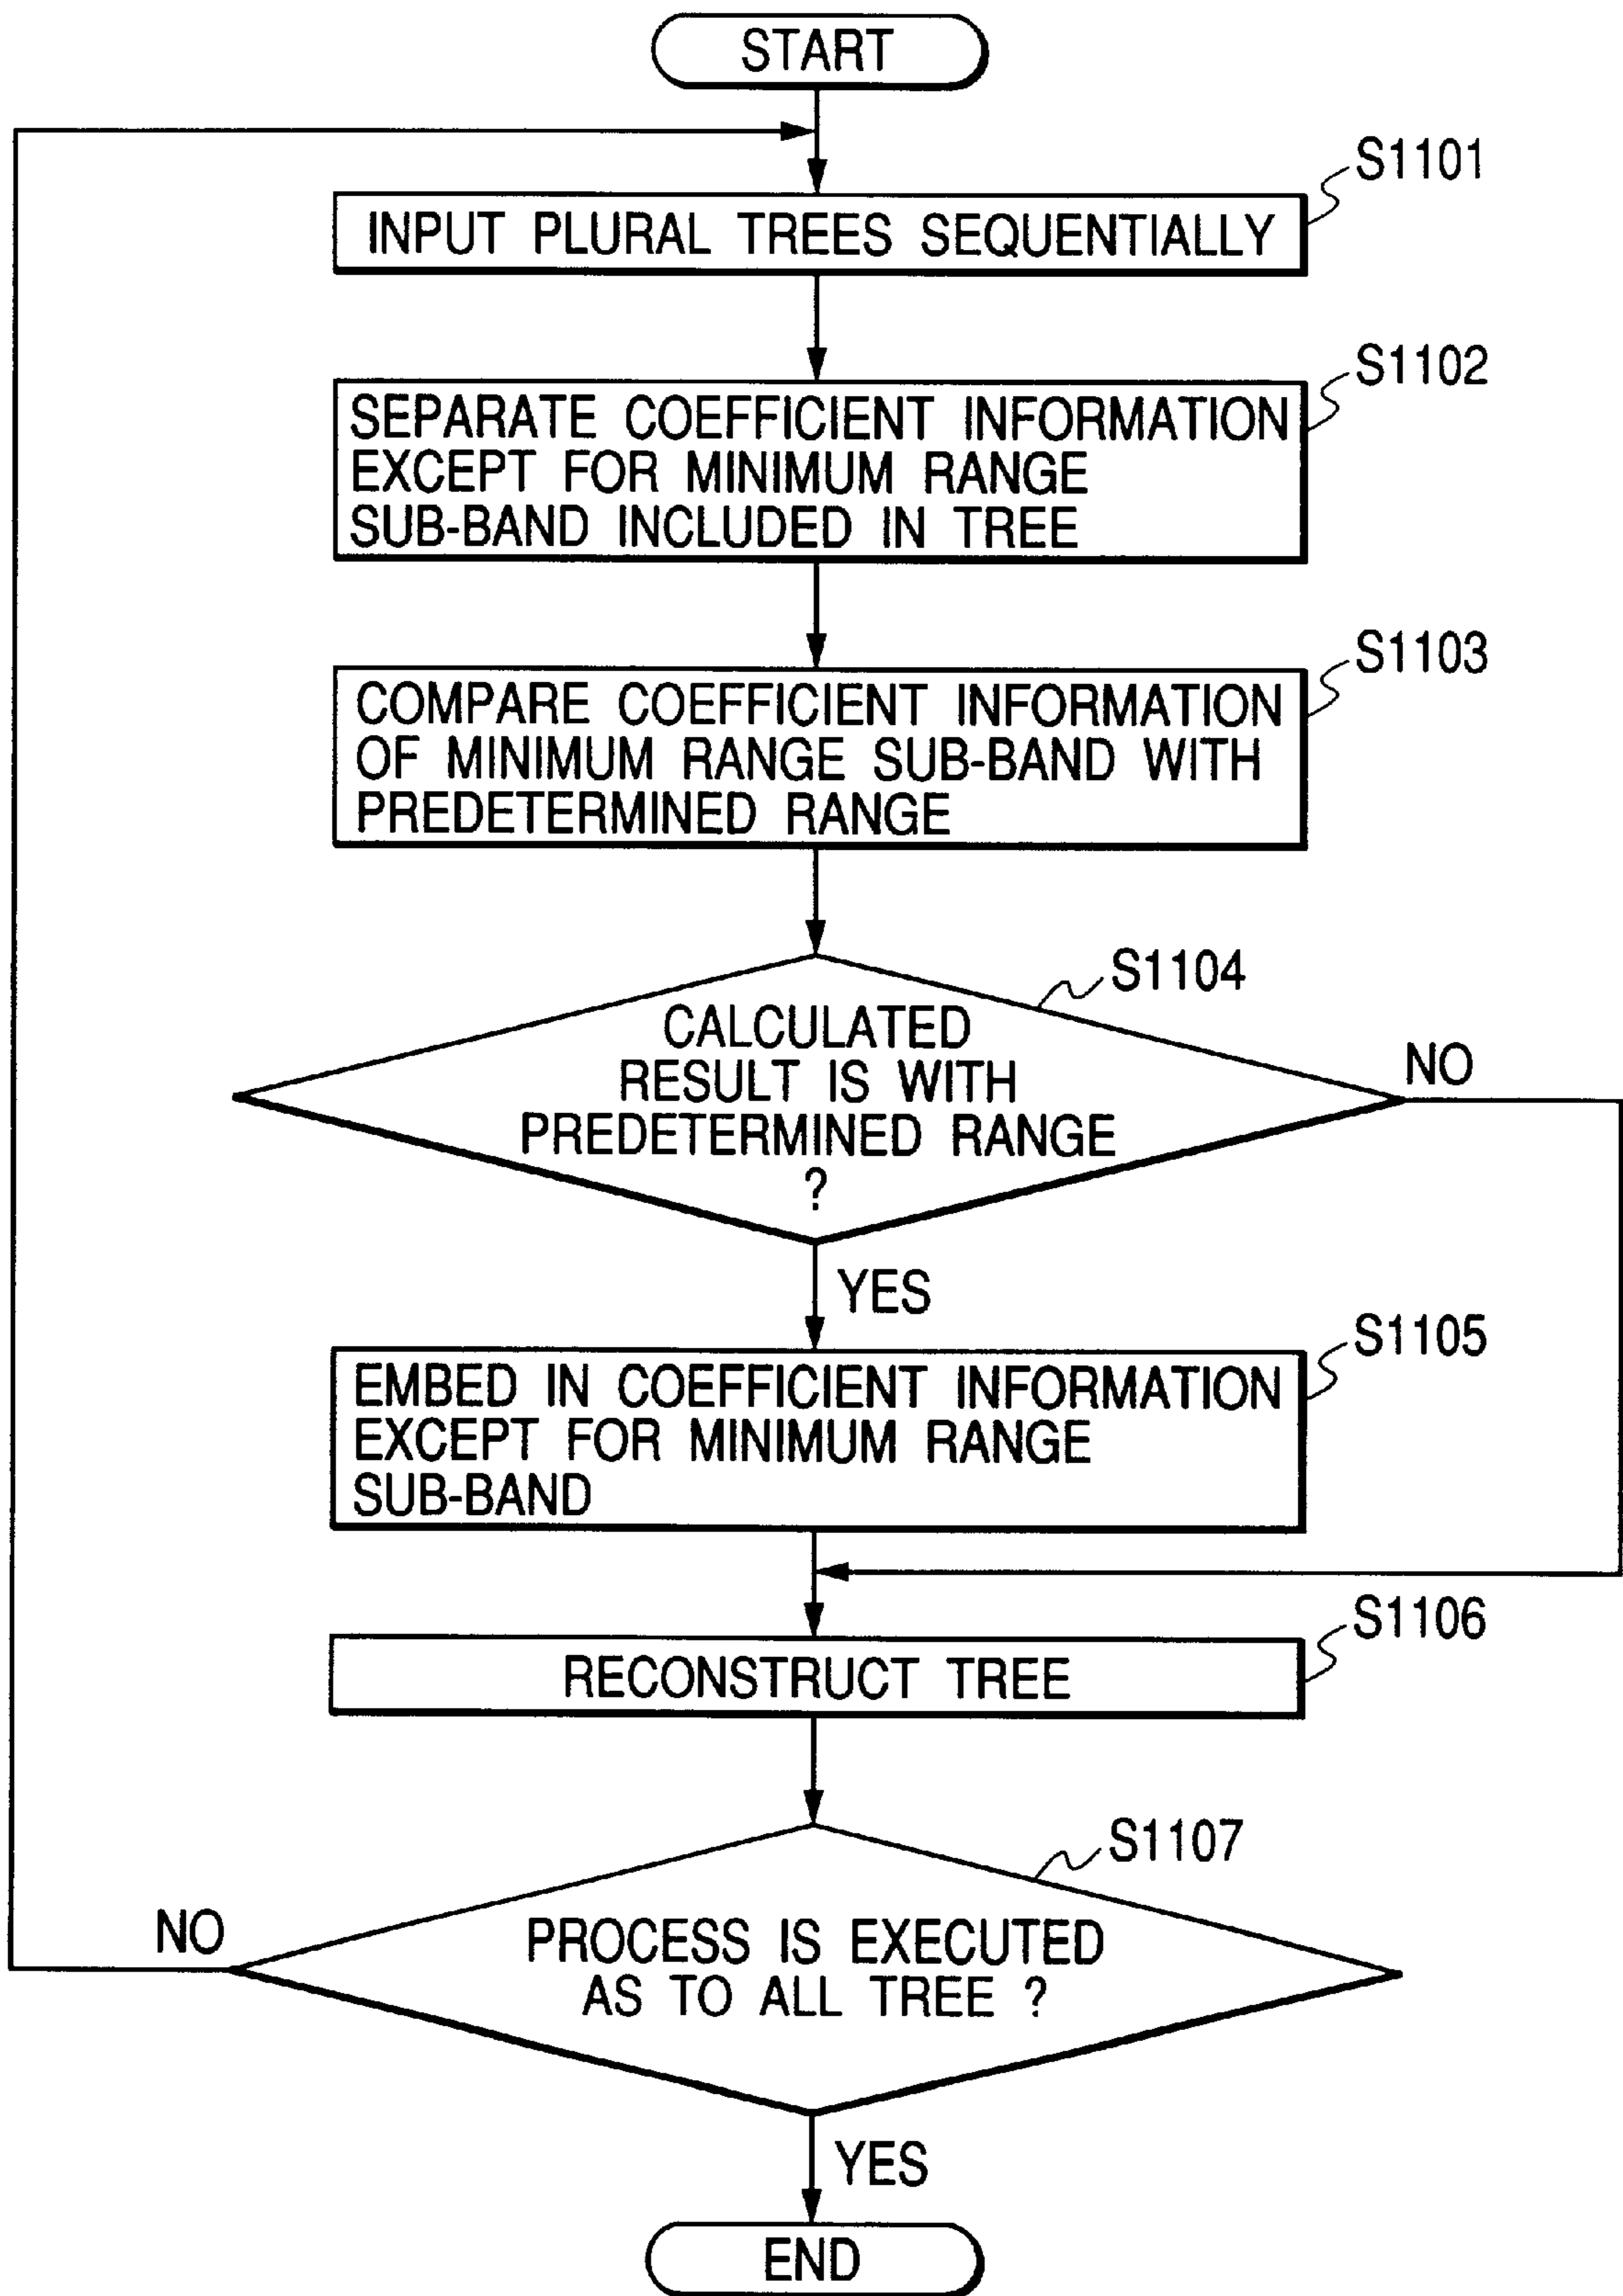 START
S1101
INPUT PLURAL TREES SEQUENTIALLY
S1102
SEPARATE COEFFICIENT INFORMATION
EXCEPT FOR MINIMUM RANGE
SUB-BAND INCLUDED IN TREE
S1103
COMPARE COEFFICIENT INFORMATION
OF MINIMUM RANGE SUB-BAND WITH
PREDETERMINED RANGE
S1104
CALCULATED
RESULT IS WITH
PREDETERMINED RANGE
?
NO
YES
S1105
EMBED IN COEFFICIENT INFORMATION
EXCEPT FOR MINIMUM RANGE
SUB-BAND
S1106
RECONSTRUCT TREE
S1107
PROCESS IS EXECUTED
AS TO ALL TREE ?
NO
YES
END